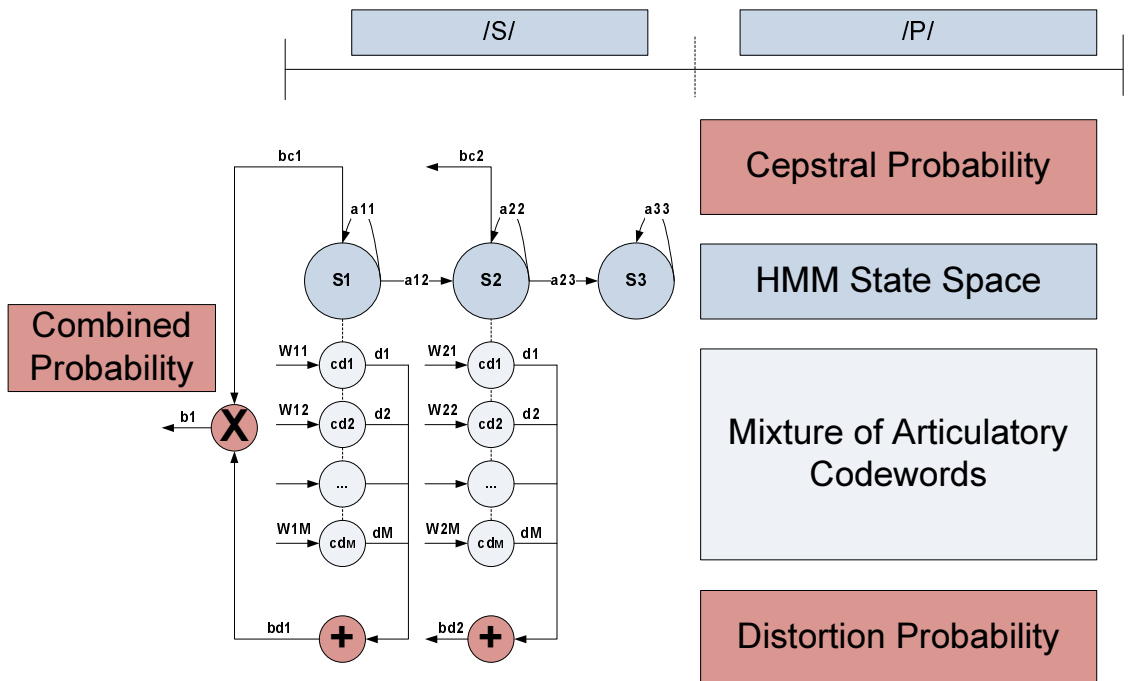 /S/
/P/
Cepstral Probability
bc1
bc2
a11
a22
a33
S1
a12
S2
a23
S3
HMM State Space
Combined
Probability
W11
cd1
d1
W21
cd1
d1
Mixture of Articulatory
Codewords
b1
X
W12
cd2
d2
W22
cd2
d2
...
...
W1M
cdM
dM
W2M
cdM
dM
bd1
+
bd2
+
Distortion Probability